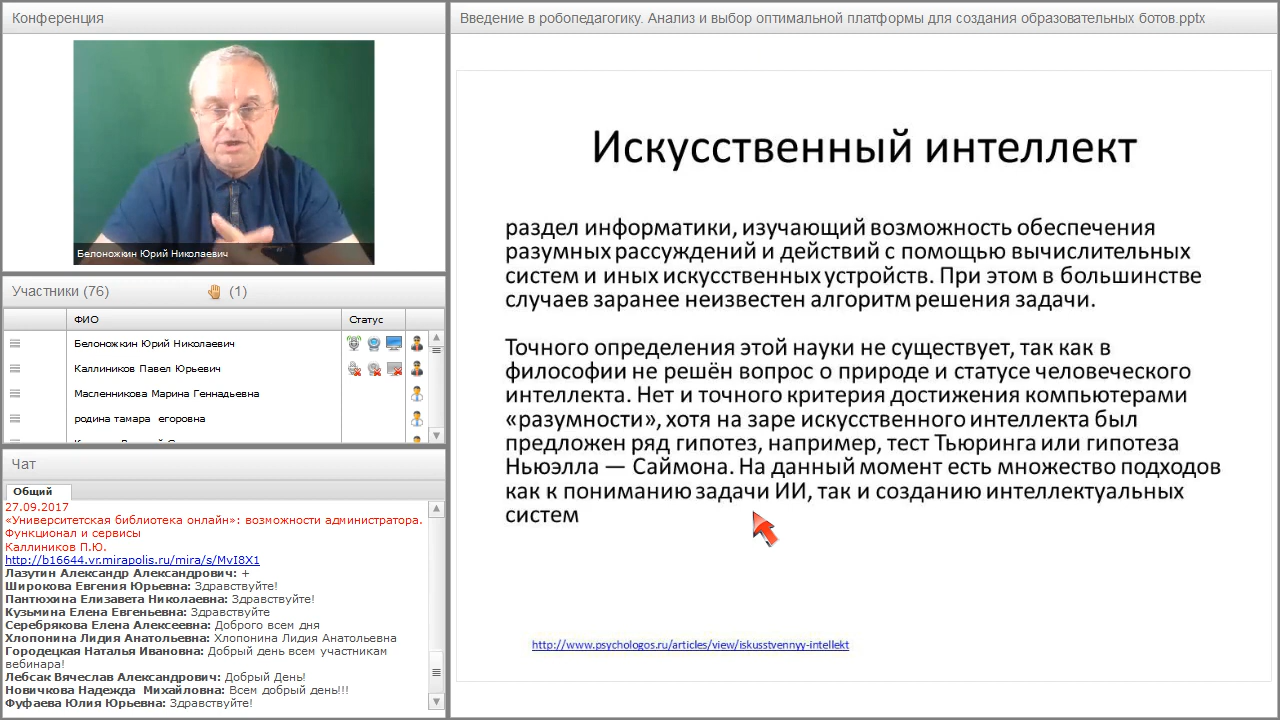 Конференция
Белоножкин Юрий Николаевич
Участники (76)
(1)
ФИО
Статус
Белоножкин Юрий Николаевич
Каллиников Павел Юрьевич
Масленникова Марина Геннадьевна
родина тамара егоровна
Чат
Общий
27.09.2017
«Университетская библиотека онлайн»: возможности администратора.
Функционал и сервисы
Каллиников П.Ю.
http://b16644.vr.mirapolis.ru/mira/s/MvI8X1
Лазутин Александр Александрович: +
Широкова Евгения Юрьевна: Здравствуйте!
Пантюхина Елизавета Николаевна: Здравствуйте!
Кузьмина Елена Евгеньевна: Здравствуйте
Серебрякова Елена Алексеевна: Доброго всем дня
Хлопонина Лидия Анатольевна: Хлопонина Лидия Анатольевна
Городецкая Наталья Ивановна: Добрый день всем участникам
вебинара!
Лебсак Вячеслав Александрович: Добрый День!
Новичкова Надежда Михайловна: Всем добрый день!!!
Фуфаева Юлия Юрьевна: Здравствуйте!
Введение в робопедагогику. Анализ и выбор оптимальной платформы для создания образовательных ботов.pptx
Искусственный интеллект
раздел информатики, изучающий возможность обеспечения
разумных рассуждений и действий с помощью вычислительных
систем и иных искусственных устройств. При этом в большинстве
случаев заранее неизвестен алгоритм решения задачи.
Точного определения этой науки не существует, так как в
философии не решён вопрос о природе и статусе человеческого
интеллекта. Нет и точного критерия достижения компьютерами
«разумности», хотя на заре искусственного интеллекта был
предложен ряд гипотез, например, тест Тьюринга или гипотеза
Ньюэлла — Саймона. На данный момент есть множество подходов
как к пониманию задачи ИИ, так и созданию интеллектуальных
систем
http://www.psychologos.ru/articles/view/iskusstvennyy-intellekt